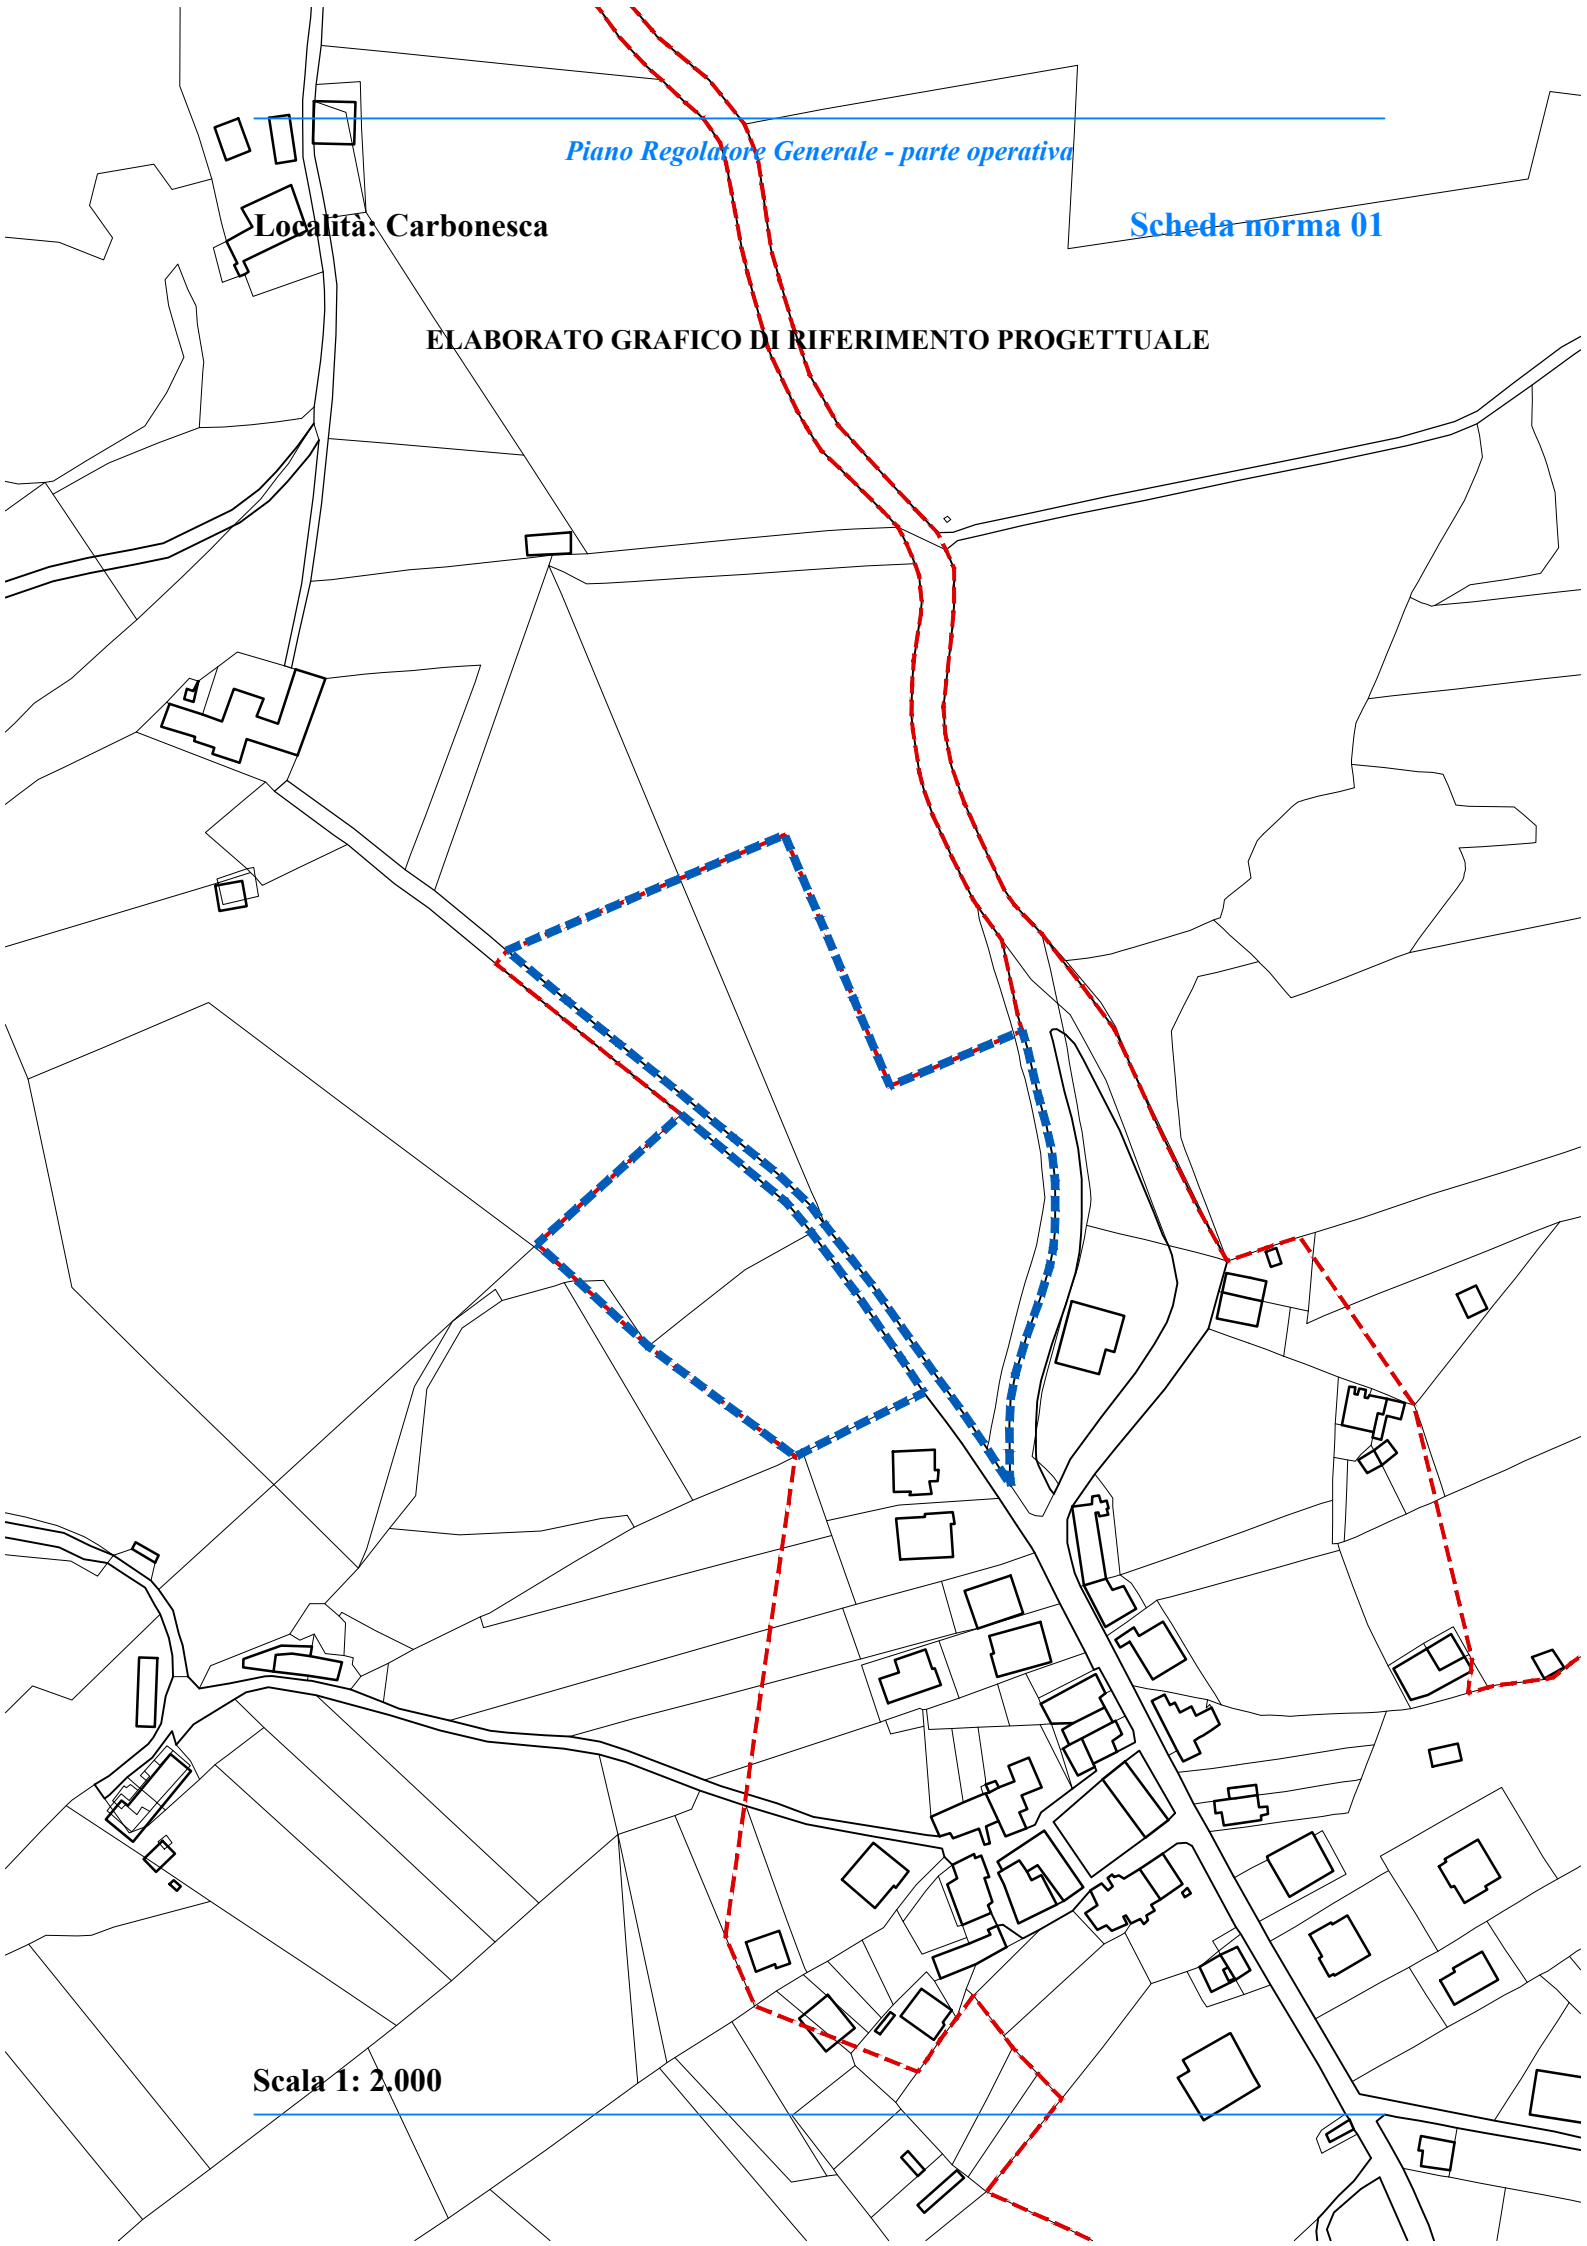 Piano Regolatore Generale - parte operativa
Località: Carbonesca
Scheda norma 01
ELABORATO GRAFICO DI RIFERIMENTO PROGETTUALE
Scala 1: 2.000